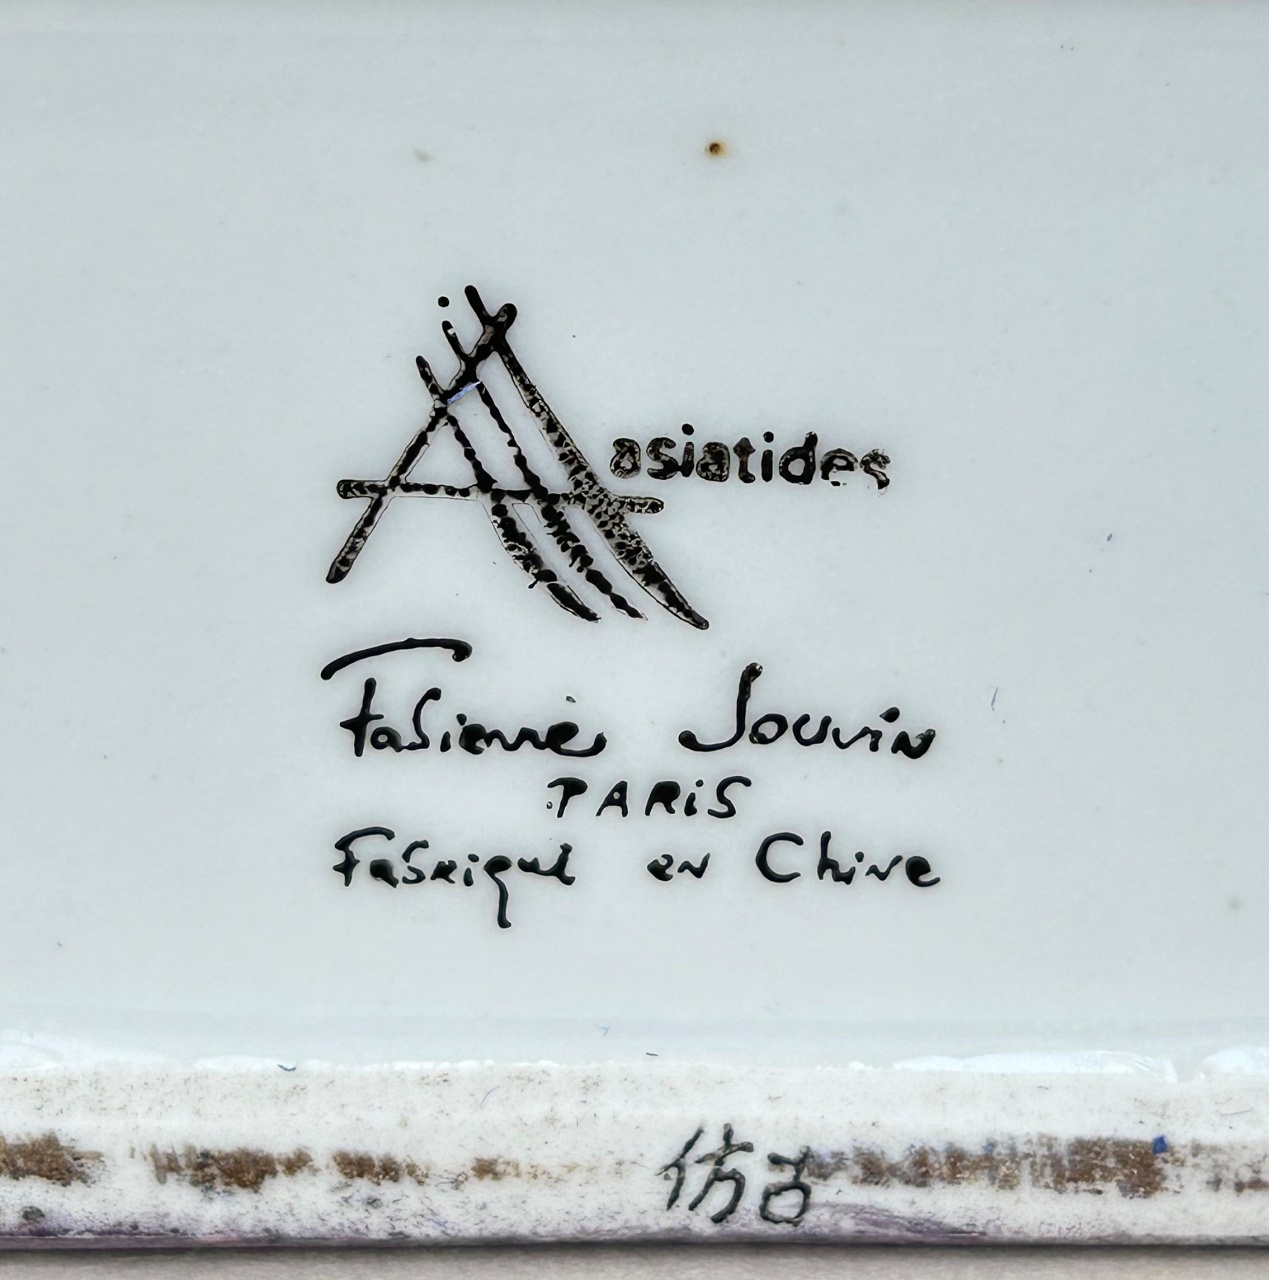 asiatides
Fabienne Jouvin
PARIS
Fabriqué en Chine
仿古